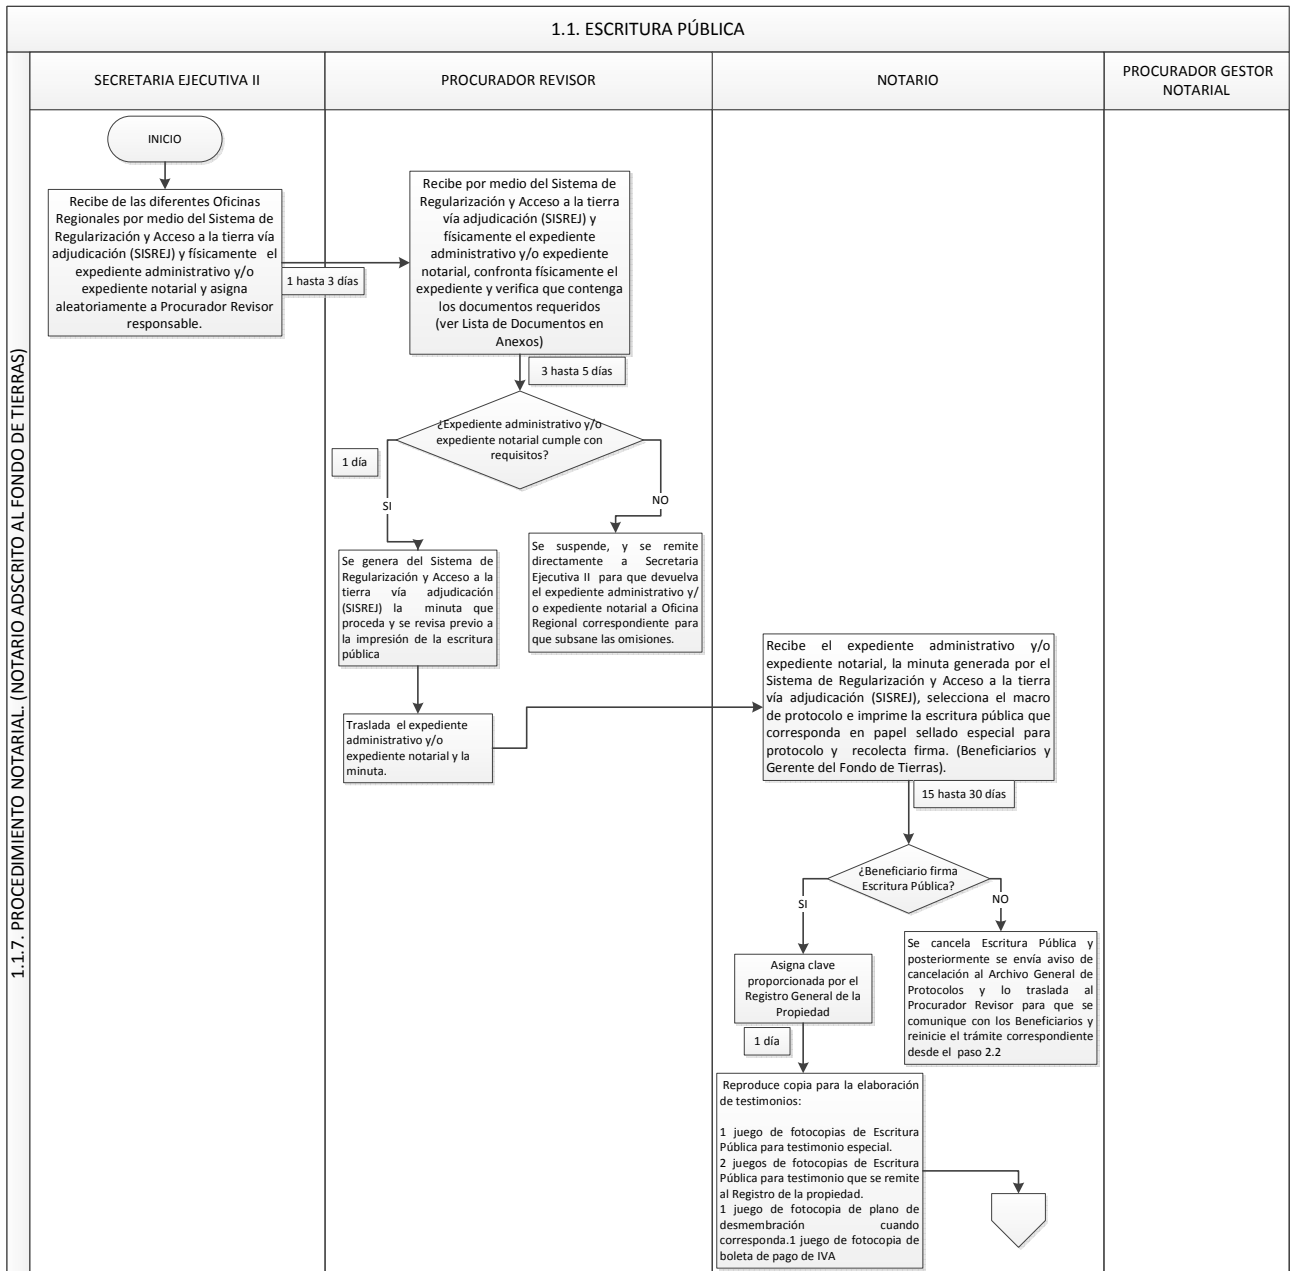 1.1. ESCRITURA PÚBLICA
1.1.7. PROCEDIMIENTO NOTARIAL. (NOTARIO ADSCRITO AL FONDO DE TIERRAS)
SECRETARIA EJECUTIVA II
PROCURADOR REVISOR
NOTARIO
PROCURADOR GESTOR
NOTARIAL
INICIO
Recibe de las diferentes Oficinas
Regionales por medio del Sistema de
Regularización y Acceso a la tierra vía
adjudicación (SISREJ) y físicamente el
expediente administrativo y/o
expediente notarial y asigna
aleatoriamente a Procurador Revisor
responsable.
1 hasta 3 días
Recibe por medio del Sistema de
Regularización y Acceso a la tierra
vía adjudicación (SISREJ) y
físicamente el expediente
administrativo y/o expediente
notarial, confronta físicamente el
expediente y verifica que contenga
los documentos requeridos
(ver Lista de Documentos en
Anexos)
3 hasta 5 días
¿Expediente administrativo y/o
expediente notarial cumple con
requisitos?
1 día
SI
NO
Se genera del Sistema de
Regularización y Acceso a la
tierra vía adjudicación
(SISREJ) la minuta que
proceda y se revisa previo a
la impresión de la escritura
pública
Se suspende, y se remite
directamente a Secretaria
Ejecutiva II para que devuelva
el expediente administrativo y/
o expediente notarial a Oficina
Regional correspondiente para
que subsane las omisiones.
Traslada el expediente
administrativo y/o
expediente notarial y la
minuta.
Recibe el expediente administrativo y/o
expediente notarial, la minuta generada por el
Sistema de Regularización y Acceso a la tierra
vía adjudicación (SISREJ), selecciona el macro
de protocolo e imprime la escritura pública que
corresponda en papel sellado especial para
protocolo y recolecta firma. (Beneficiarios y
Gerente del Fondo de Tierras).
15 hasta 30 días
¿Beneficiario firma
Escritura Pública?
SI
NO
Asigna clave
proporcionada por el
Registro General de la
Propiedad
1 día
Se cancela Escritura Pública y
posteriormente se envía aviso de
cancelación al Archivo General de
Protocolos y lo traslada al
Procurador Revisor para que se
comunique con los Beneficiarios y
reinicie el trámite correspondiente
desde el paso 2.2
Reproduce copia para la elaboración
de testimonios:
1 juego de fotocopias de Escritura
Pública para testimonio especial.
2 juegos de fotocopias de Escritura
Pública para testimonio que se remite
al Registro de la propiedad.
1 juego de fotocopia de plano de
desmembración cuando
corresponda.1 juego de fotocopia de
boleta de pago de IVA